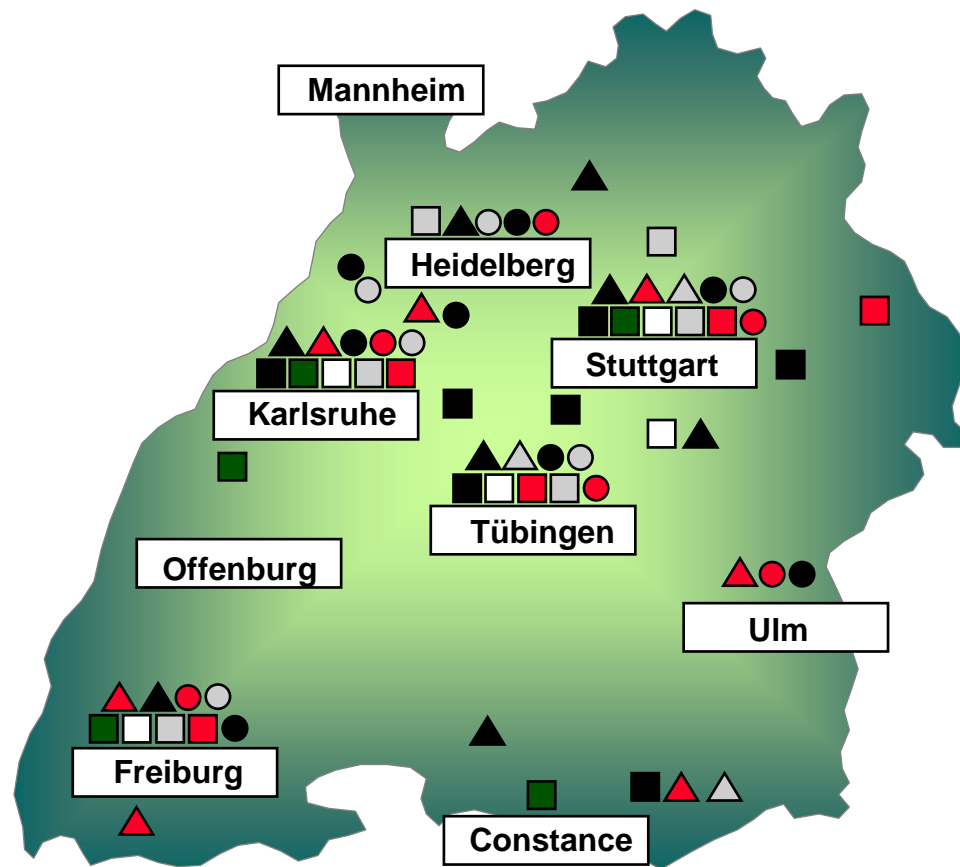 Mannheim
Heidelberg
Stuttgart
Karlsruhe
Tübingen
Offenburg
Ulm
Freiburg
Constance